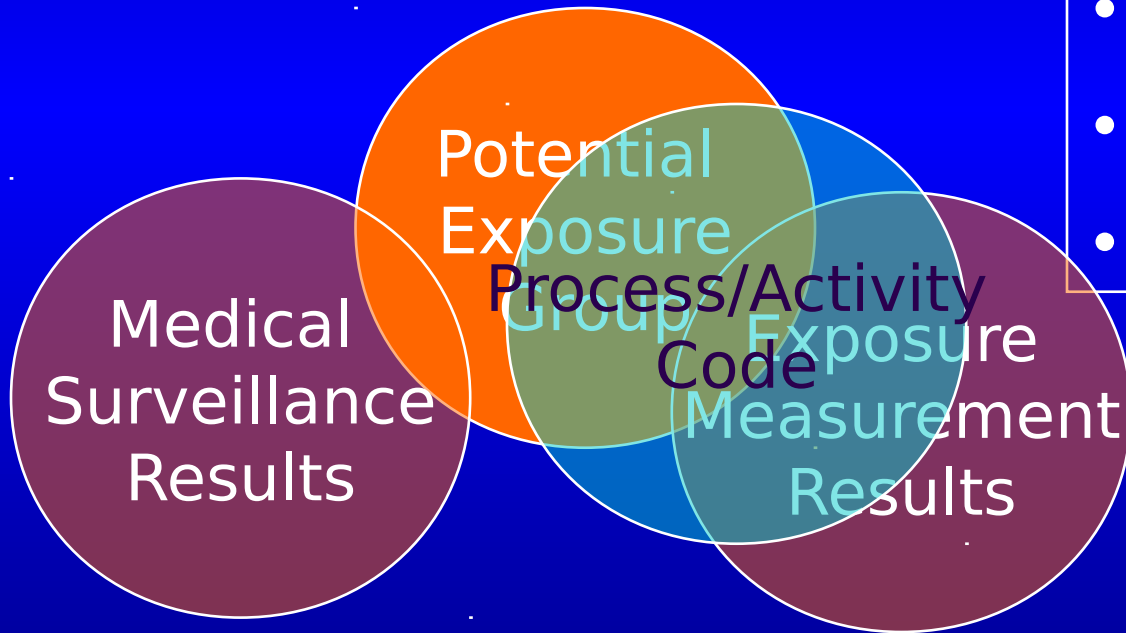 Potential
Exposure
Group
Process/Activity
Code
Medical
Surveillance
Results
Exposure
Measurement
Results